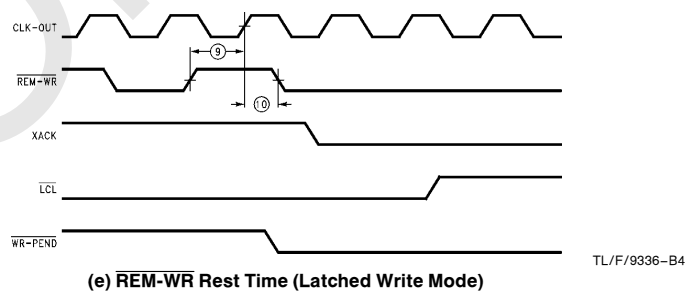 CLK-OUT
9
REM-WR
10
XACK
LCL
WR-PEND
TL/F/9336–B4
(e) REM-WR Rest Time (Latched Write Mode)